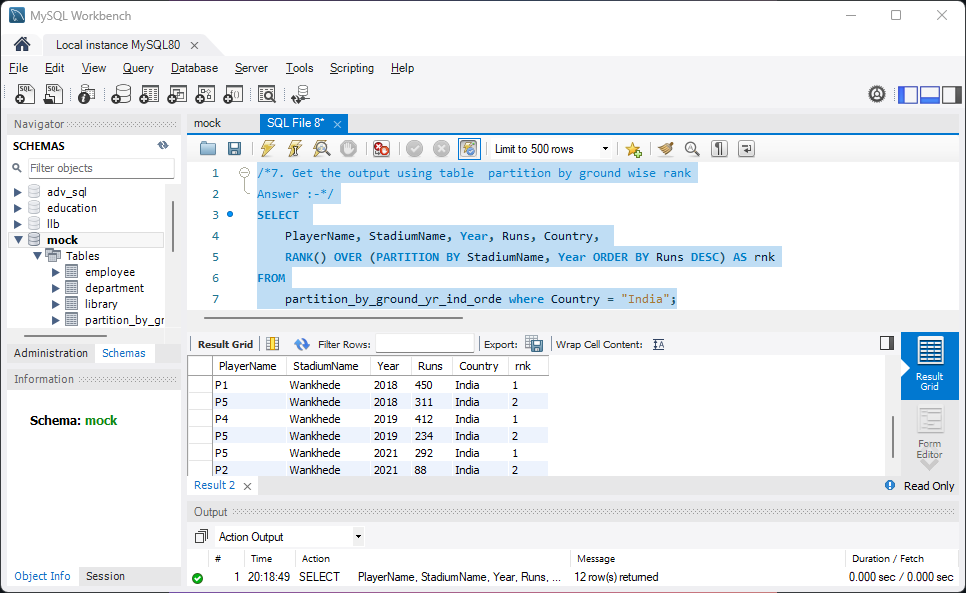 MySQL Workbench
Local instance MySQL80
File Edit View Query Database Server Tools Scripting Help
Navigator
SCHEMAS
Filter objects
adv_sql
education
llb
mock
Tables
employee
department
library
partition_by_gr
Administration Schemas
Information
Schema: mock
Object Info Session
mock SQL File 8*
Limit to 500 rows
1 /*7. Get the output using table  partition by ground wise rank
2 Answer :-*/
3 SELECT
4 PlayerName, StadiumName, Year, Runs, Country,
5 RANK() OVER (PARTITION BY StadiumName, Year ORDER BY Runs DESC) AS rnk
6 FROM
7 partition_by_ground_yr_ind_orde where Country = "India";
Result Grid Filter Rows: Export: Wrap Cell Content:
PlayerName StadiumName Year Runs Country rnk
P1 Wankhede 2018 450 India 1
P5 Wankhede 2018 311 India 2
P4 Wankhede 2019 412 India 1
P5 Wankhede 2019 234 India 2
P5 Wankhede 2021 292 India 1
P2 Wankhede 2021 88 India 2
Result
Grid
Form
Editor
Result 2
Read Only
Output
Action Output
# Time Action Message Duration / Fetch
1 20:18:49 SELECT PlayerName, StadiumName, Year, Runs, ... 12 row(s) returned 0.000 sec / 0.000 sec